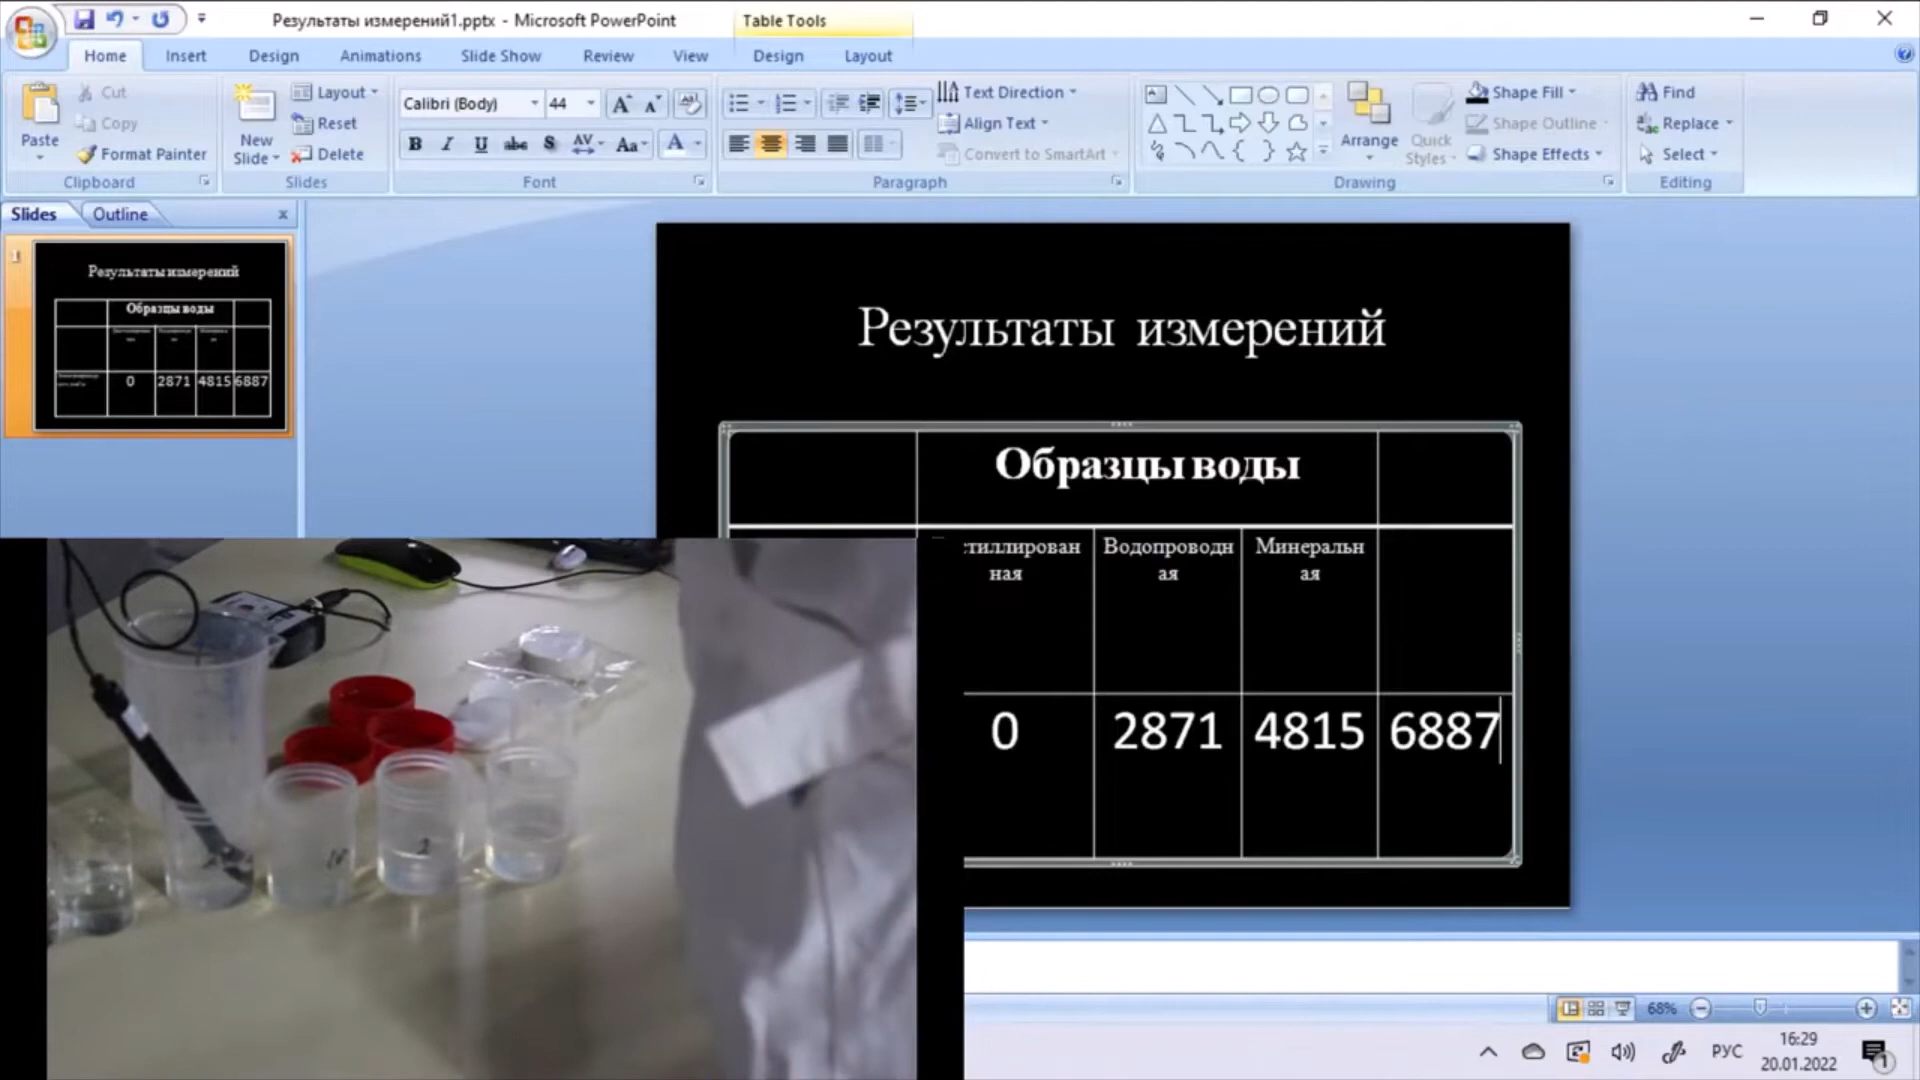 Результаты измерений1.pptx - Microsoft PowerPoint
Table Tools
Home Insert Design Animations Slide Show Review View Design Layout
Paste
Cut
Copy
Format Painter
Clipboard
New
Slide
Layout
Reset
Delete
Slides
Calibri (Body) 44
Font
Text Direction
Align Text
Convert to SmartArt
Paragraph
Arrange
Quick
Styles
Shape Fill
Shape Outline
Shape Effects
Drawing
Find
Replace
Select
Editing
Slides Outline
1
Результаты измерений
Образцы воды
0 2871 4815 6887
Результаты измерений
Образцы воды
тиллирован
ная
Водопроводн
ая
Минеральн
ая
0 2871 4815 6887
2
68%
РУС
16:29
20.01.2022
1